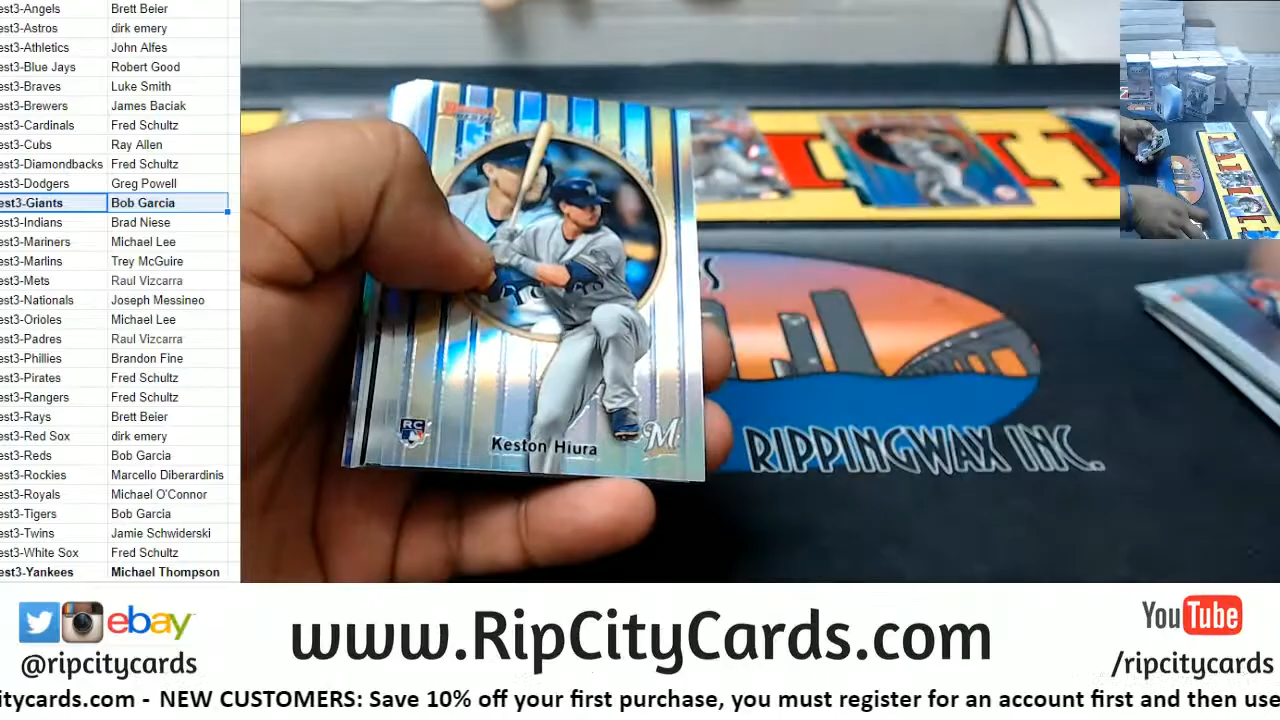 est3-Angels Brett Beier
est3-Astros dirk emery
est3-Athletics John Alfes
est3-Blue Jays Robert Good
est3-Braves Luke Smith
est3-Brewers James Baciak
est3-Cardinals Fred Schultz
est3-Cubs Ray Allen
est3-Diamondbacks Fred Schultz
est3-Dodgers Greg Powell
est3-Giants Bob Garcia
est3-Indians Brad Niese
est3-Mariners Michael Lee
est3-Marlins Trey McGuire
est3-Mets Raul Vizcarra
est3-Nationals Joseph Messineo
est3-Orioles Michael Lee
est3-Padres Raul Vizcarra
est3-Phillies Brandon Fine
est3-Pirates Fred Schultz
est3-Rangers Fred Schultz
est3-Rays Brett Beier
est3-Red Sox dirk emery
est3-Reds Bob Garcia
est3-Rockies Marcello Diberardinis
est3-Royals Michael O'Connor
est3-Tigers Bob Garcia
est3-Twins Jamie Schwiderski
est3-White Sox Fred Schultz
est3-Yankees Michael Thompson
RC
Keston Hiura
M
RIPPINGWAX INC.
ebay
@ripcitycards
www.RipCityCards.com
YouTube
/ripcitycards
citycards.com - NEW CUSTOMERS: Save 10% off your first purchase, you must register for an account first and then use